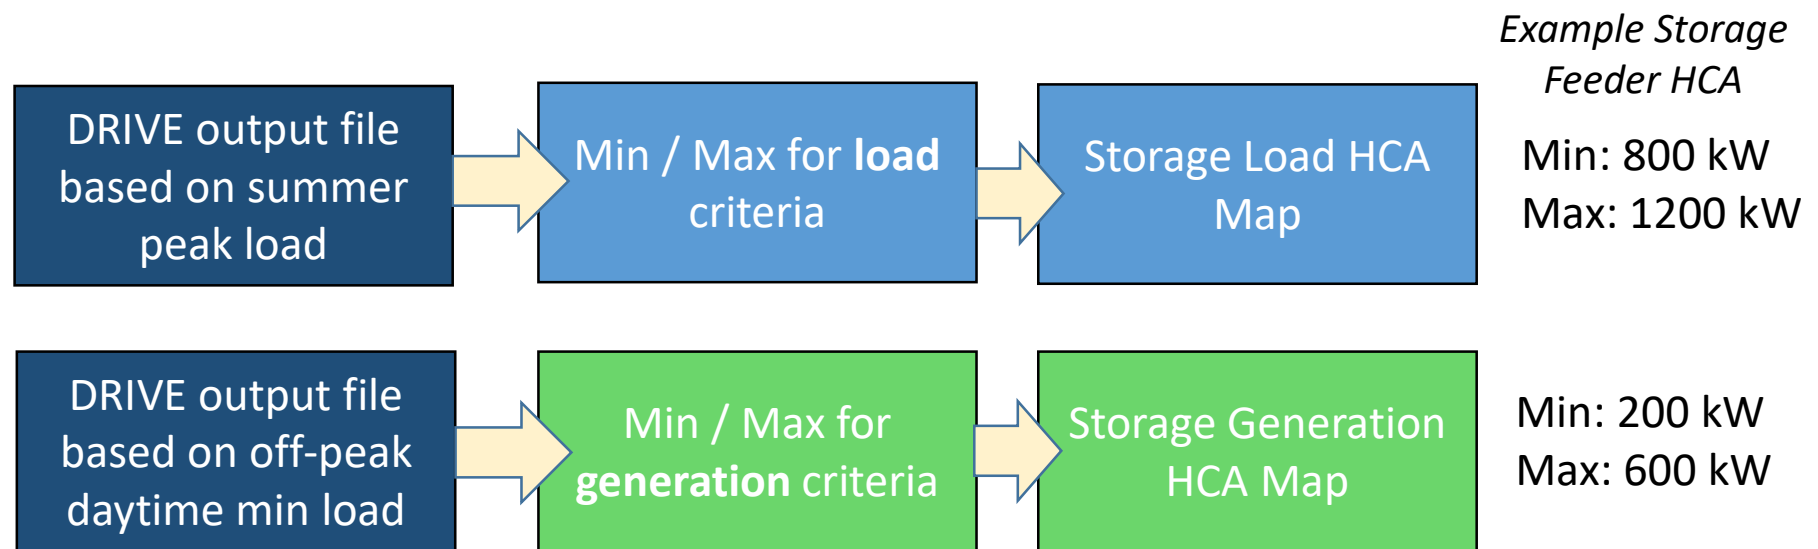 Example Storage
Feeder HCA
DRIVE output file
based on summer
peak load
Min / Max for load
criteria
Storage Load HCA
Map
Min: 800 kW
Max: 1200 kW
DRIVE output file
based on off-peak
daytime min load
Min / Max for
generation criteria
Storage Generation
HCA Map
Min: 200 kW
Max: 600 kW